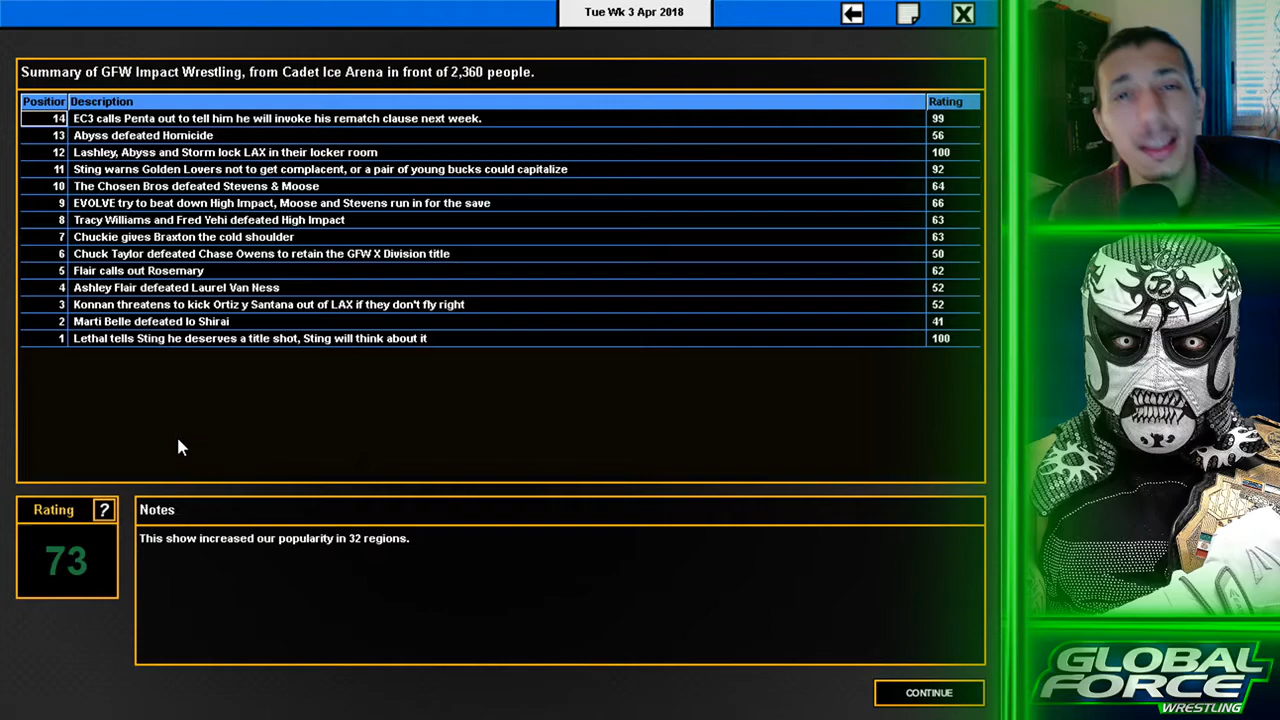 Tue Wk 3 Apr 2018
Summary of GFW Impact Wrestling, from Cadet Ice Arena in front of 2,360 people.
Position Description Rating
14 EC3 calls Penta out to tell him he will invoke his rematch clause next week. 99
13 Abyss defeated Homicide 56
12 Lashley, Abyss and Storm lock LAX in their locker room 100
11 Sting warns Golden Lovers not to get complacent, or a pair of young bucks could capitalize 92
10 The Chosen Bros defeated Stevens & Moose 64
9 EVOLVE try to beat down High Impact, Moose and Stevens run in for the save 66
8 Tracy Williams and Fred Yehi defeated High Impact 63
7 Chuckie gives Braxton the cold shoulder 63
6 Chuck Taylor defeated Chase Owens to retain the GFW X Division title 50
5 Flair calls out Rosemary 62
4 Ashley Flair defeated Laurel Van Ness 52
3 Konnan threatens to kick Ortiz y Santana out of LAX if they don't fly right 52
2 Marti Belle defeated Io Shirai 41
1 Lethal tells Sting he deserves a title shot, Sting will think about it 100
Rating ?
73
Notes
This show increased our popularity in 32 regions.
CONTINUE
GLOBAL
FORCE
WRESTLING